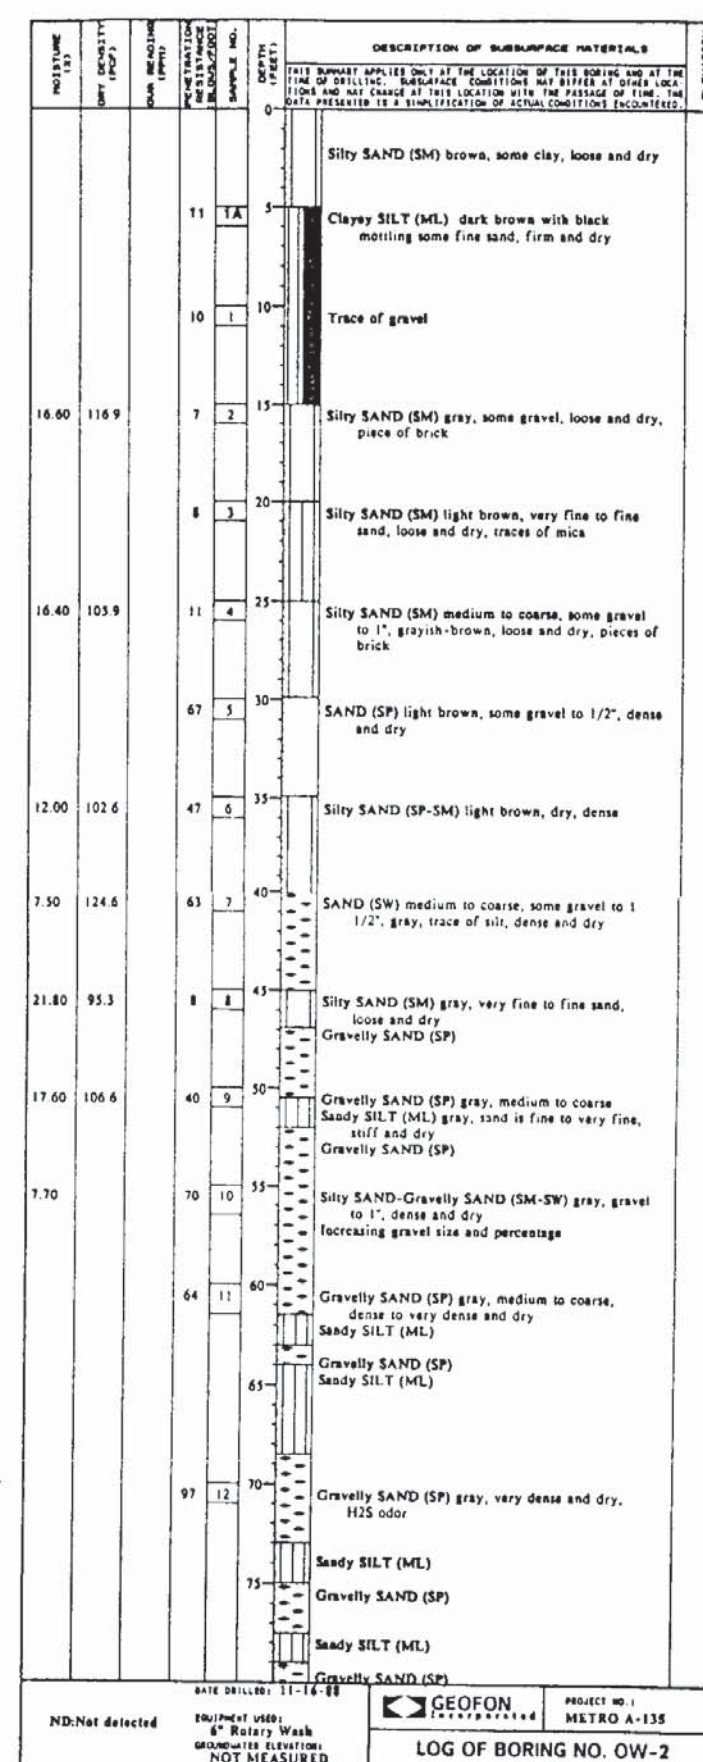 MOISTURE (%)
DRY DENSITY (PCF)
OVM READING (PPM)
PENETRATION RESISTANCE (BLOWS/FOOT)
SAMPLE NO.
DEPTH (FEET)
DESCRIPTION OF SUBSURFACE MATERIALS
THIS SUMMARY APPLIES ONLY AT THE LOCATION OF THIS BORING AND AT THE
TIME OF DRILLING. SUBSURFACE CONDITIONS MAY DIFFER AT OTHER LOCA-
TIONS AND MAY CHANGE AT THIS LOCATION WITH THE PASSAGE OF TIME. THE
DATA PRESENTED IS A SIMPLIFICATION OF ACTUAL CONDITIONS ENCOUNTERED.
0
Silty SAND (SM) brown, some clay, loose and dry
11 1A 5 Clayey SILT (ML) dark brown with black
mottling some fine sand, firm and dry
10 1 10 Trace of gravel
16.60 116.9 7 2 15 Silty SAND (SM) gray, some gravel, loose and dry,
piece of brick
8 3 20 Silty SAND (SM) light brown, very fine to fine
sand, loose and dry, traces of mica
16.40 103.9 11 4 25 Silty SAND (SM) medium to coarse, some gravel
to 1", grayish-brown, loose and dry, pieces of
brick
67 5 30 SAND (SP) light brown, some gravel to 1/2", dense
and dry
12.00 102.6 47 6 35 Silty SAND (SP-SM) light brown, dry, dense
7.50 124.6 63 7 40 SAND (SW) medium to coarse, some gravel to 1
1/2", gray, trace of silt, dense and dry
21.80 95.3 8 8 45 Silty SAND (SM) gray, very fine to fine sand,
loose and dry
Gravelly SAND (SP)
17.60 106.6 40 9 50 Gravelly SAND (SP) gray, medium to coarse
Sandy SILT (ML) gray, sand is fine to very fine,
stiff and dry
Gravelly SAND (SP)
7.70 70 10 55 Silty SAND-Gravelly SAND (SM-SW) gray, gravel
to 1", dense and dry
Increasing gravel size and percentage
64 11 60 Gravelly SAND (SP) gray, medium to coarse,
dense to very dense and dry
Sandy SILT (ML)
Gravelly SAND (SP)
65 Sandy SILT (ML)
97 12 70 Gravelly SAND (SP) gray, very dense and dry,
H2S odor
Sandy SILT (ML)
75 Gravelly SAND (SP)
Sandy SILT (ML)
Gravelly SAND (SP)
DATE DRILLED: 11-16-88
ND:Not detected
EQUIPMENT USED:
6" Rotary Wash
GROUNDWATER ELEVATION:
NOT MEASURED
GEOFON
Incorporated
PROJECT NO.:
METRO A-135
LOG OF BORING NO. OW-2